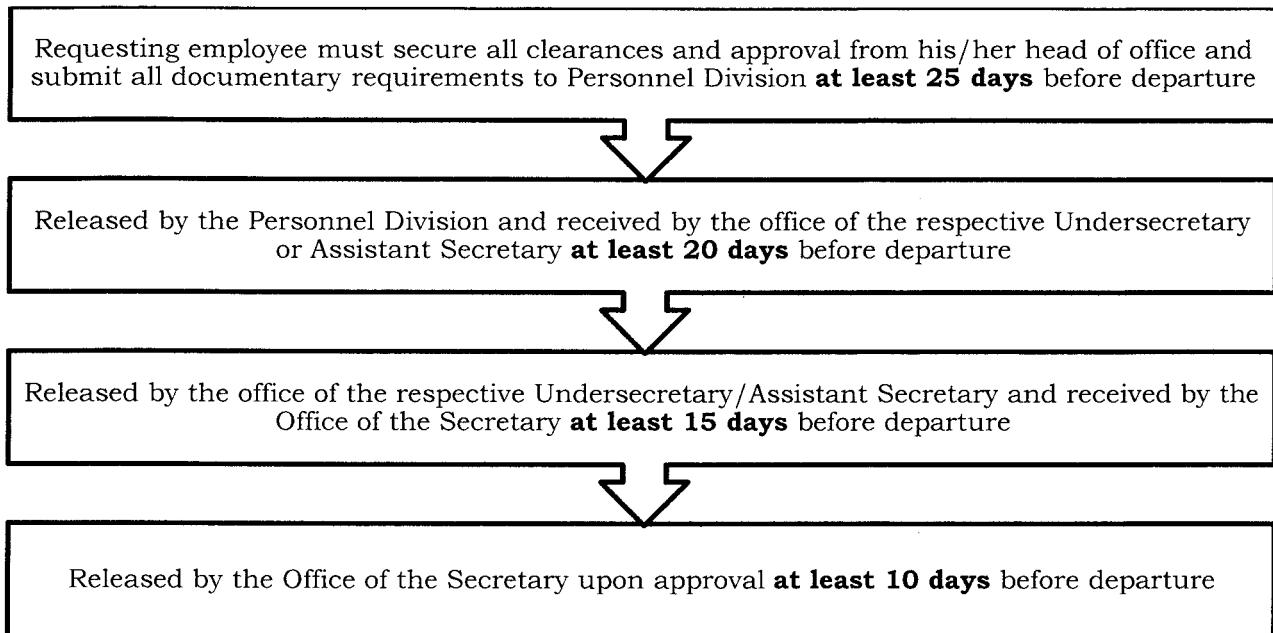 Requesting employee must secure all clearances and approval from his/her head of office and
submit all documentary requirements to Personnel Division at least 25 days before departure
Released by the Personnel Division and received by the office of the respective Undersecretary
or Assistant Secretary at least 20 days before departure
Released by the office of the respective Undersecretary/Assistant Secretary and received by the
Office of the Secretary at least 15 days before departure
Released by the Office of the Secretary upon approval at least 10 days before departure